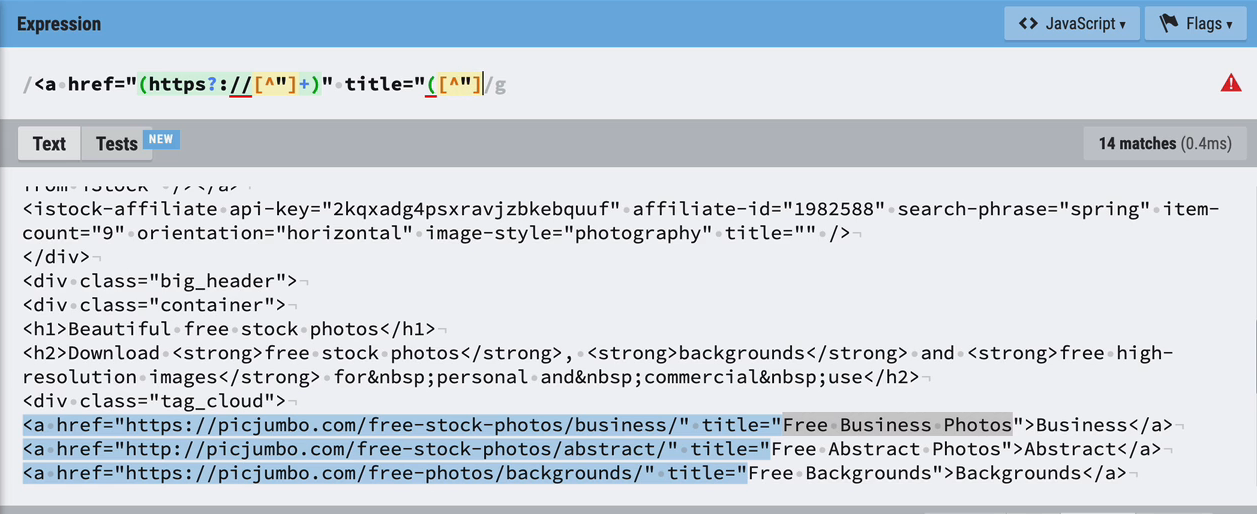 Expression
<> JavaScript ▾
Flags ▾
/<a href="(https?://[^"]+)" title="([^"]/g
Text
Tests
NEW
14 matches (0.4ms)
from iStock" /></a>
<istock-affiliate api-key="2kqxadg4psxravjzbkebquuf" affiliate-id="1982588" search-phrase="spring" item-
count="9" orientation="horizontal" image-style="photography" title="" />
</div>
<div class="big_header">
<div class="container">
<h1>Beautiful free stock photos</h1>
<h2>Download <strong>free stock photos</strong>, <strong>backgrounds</strong> and <strong>free high-
resolution images</strong> for&nbsp;personal and&nbsp;commercial&nbsp;use</h2>
<div class="tag_cloud">
<a href="https://picjumbo.com/free-stock-photos/business/" title="Free Business Photos">Business</a>
<a href="http://picjumbo.com/free-stock-photos/abstract/" title="Free Abstract Photos">Abstract</a>
<a href="https://picjumbo.com/free-photos/backgrounds/" title="Free Backgrounds">Backgrounds</a>